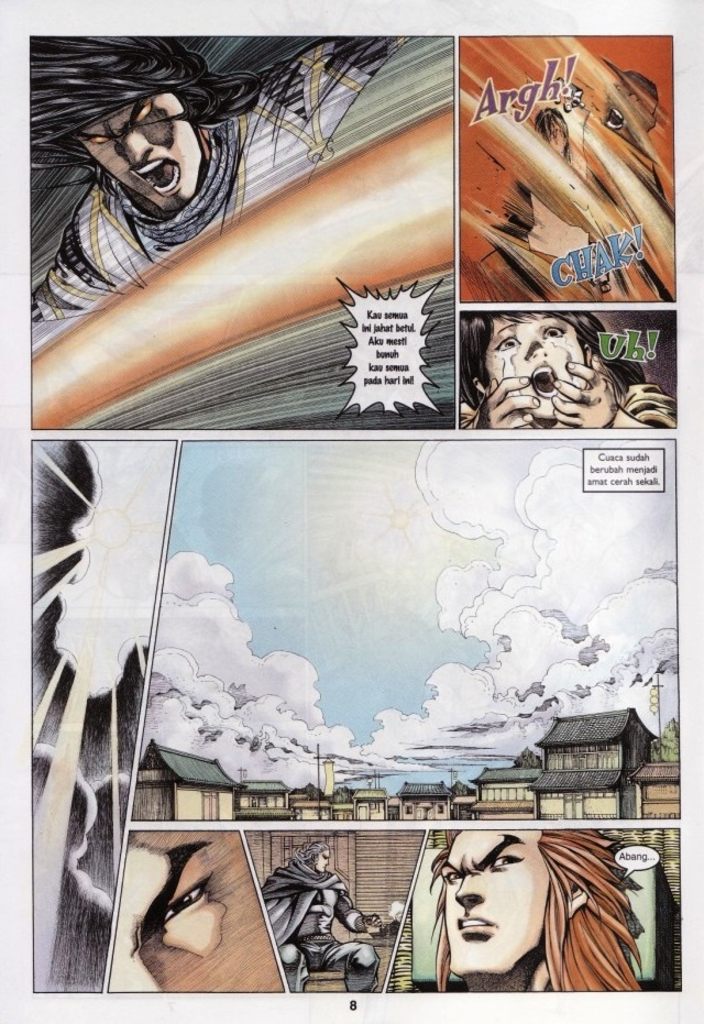 Kau semua
ini jahat betul.
Aku mesti
bunuh
kau semua
pada hari ini!
Argh!
CHAK!
Uh!
Cuaca sudah
berubah menjadi
amat cerah sekali.
Abang...
8